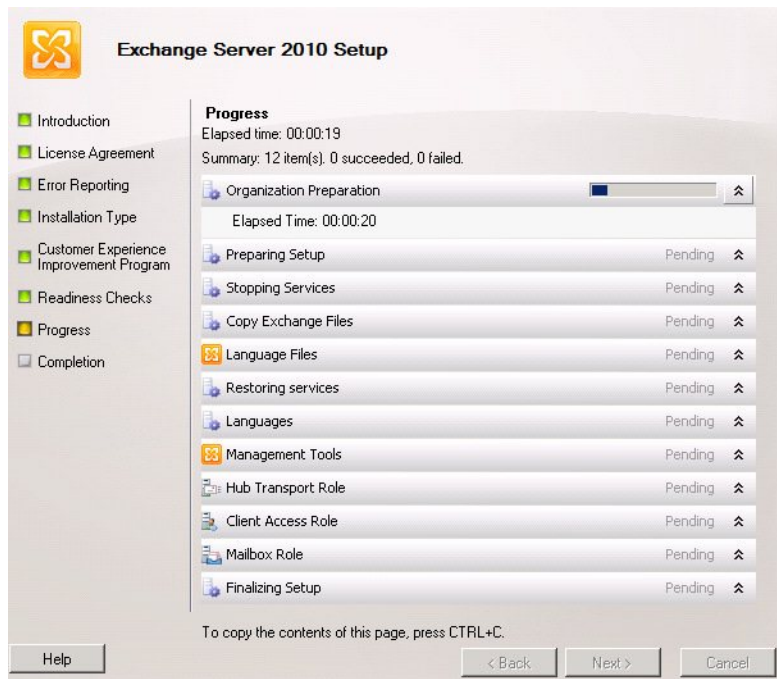 Exchange Server 2010 Setup
Introduction
License Agreement
Error Reporting
Installation Type
Customer Experience
Improvement Program
Readiness Checks
Progress
Completion
Progress
Elapsed time: 00:00:19
Summary: 12 item(s). 0 succeeded, 0 failed.
Organization Preparation
Elapsed Time: 00:00:20
Preparing Setup Pending
Stopping Services Pending
Copy Exchange Files Pending
Language Files Pending
Restoring services Pending
Languages Pending
Management Tools Pending
Hub Transport Role Pending
Client Access Role Pending
Mailbox Role Pending
Finalizing Setup Pending
To copy the contents of this page, press CTRL+C.
Help < Back Next > Cancel